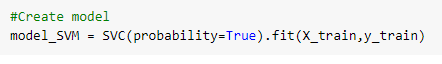 #Create model
model_SVM = SVC(probability=True).fit(X_train,y_train)